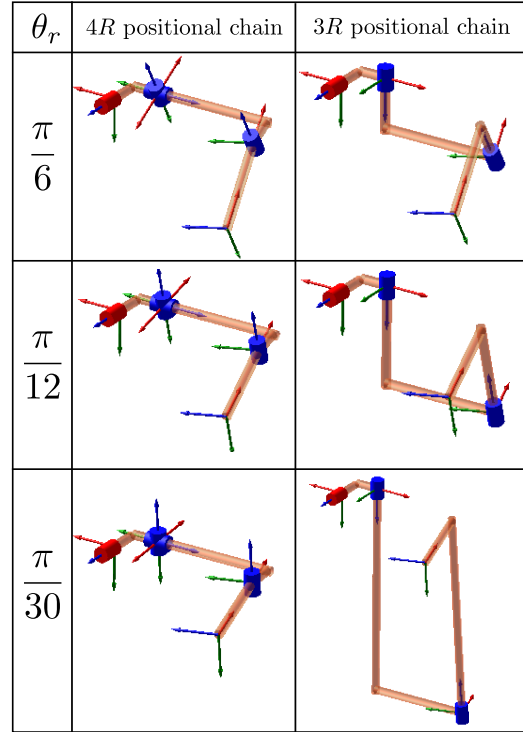 θ_r 4R positional chain 3R positional chain
π/6
π/12
π/30